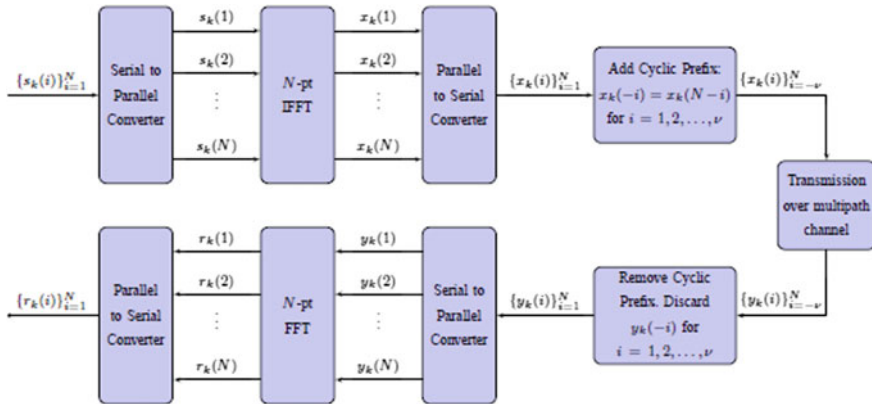 {s_k(i)}_{i=1}^N
Serial to
Parallel
Converter
s_k(1)
s_k(2)
⋮
s_k(N)
N-pt
IFFT
x_k(1)
x_k(2)
⋮
x_k(N)
Parallel
to Serial
Converter
{x_k(i)}_{i=1}^N
Add Cyclic Prefix:
x_k(−i) = x_k(N−i)
for i = 1, 2, . . . , ν
{x_k(i)}_{i=−ν}^N
Transmission
over multipath
channel
{y_k(i)}_{i=−ν}^N
Remove Cyclic
Prefix. Discard
y_k(−i) for
i = 1, 2, . . . , ν
{y_k(i)}_{i=1}^N
Serial to
Parallel
Converter
y_k(1)
y_k(2)
⋮
y_k(N)
N-pt
FFT
r_k(1)
r_k(2)
⋮
r_k(N)
Parallel
to Serial
Converter
{r_k(i)}_{i=1}^N